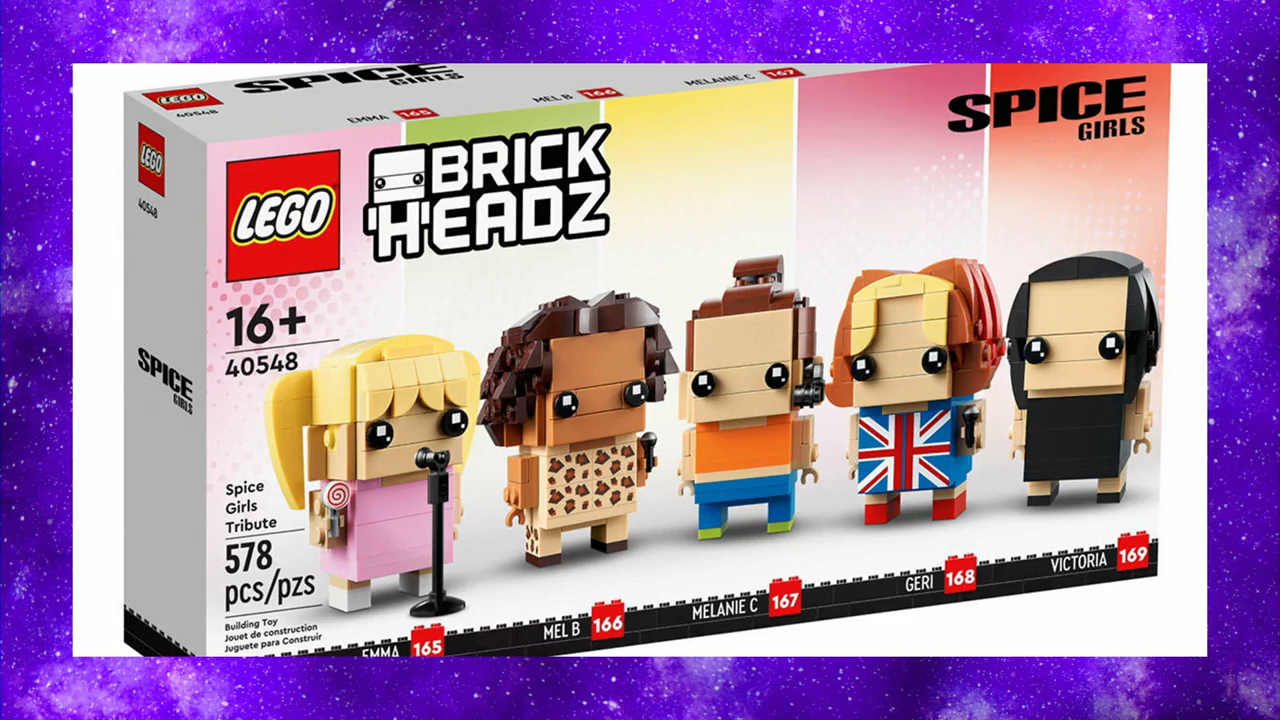 SPICE
GIRLS
LEGO
40548
EMMA 165
MEL B 166
MELANIE C 167
LEGO
40548
SPICE
GIRLS
LEGO
BRICK
HEADZ
SPICE
GIRLS
16+
40548
Spice
Girls
Tribute
578
pcs/pzs
Building Toy
Jouet de construction
Juguete para Construir
EMMA 165
MEL B 166
MELANIE C 167
GERI 168
VICTORIA 169